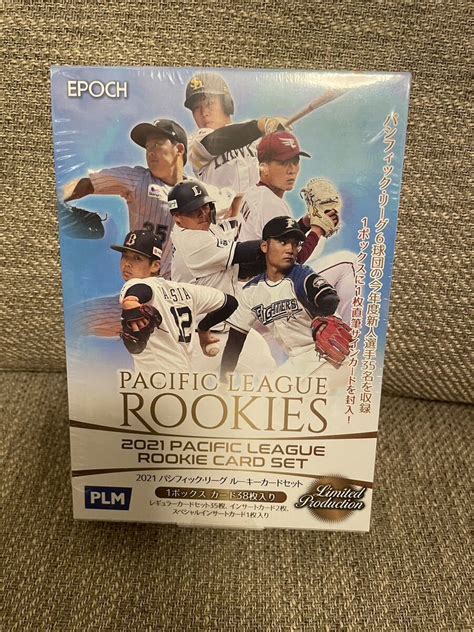 EPOCH
パシフィック・リーグ6球団の今年度新人選手35名を収録
1ボックスに1枚直筆サインカードを封入!
25
ASIA
12
FIGHTERS
PACIFIC LEAGUE
ROOKIES
2021 PACIFIC LEAGUE
ROOKIE CARD SET
2021 パシフィック・リーグ ルーキーカードセット
PLM
1ボックス カード38枚入り
レギュラーカードセット35枚、インサートカード2枚、
スペシャルインサートカード1枚入り
Limited
Production